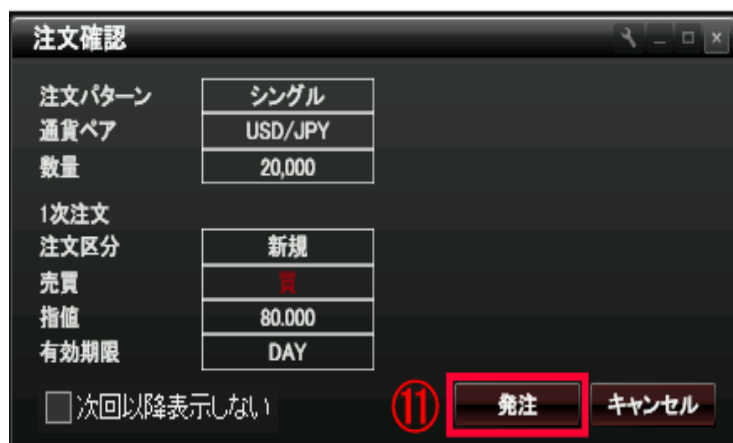 注文確認
注文パターン シングル
通貨ペア USD/JPY
数量 20,000
1次注文
注文区分 新規
売買 買
指値 80.000
有効期限 DAY
次回以降表示しない ⑪ 発注 キャンセル